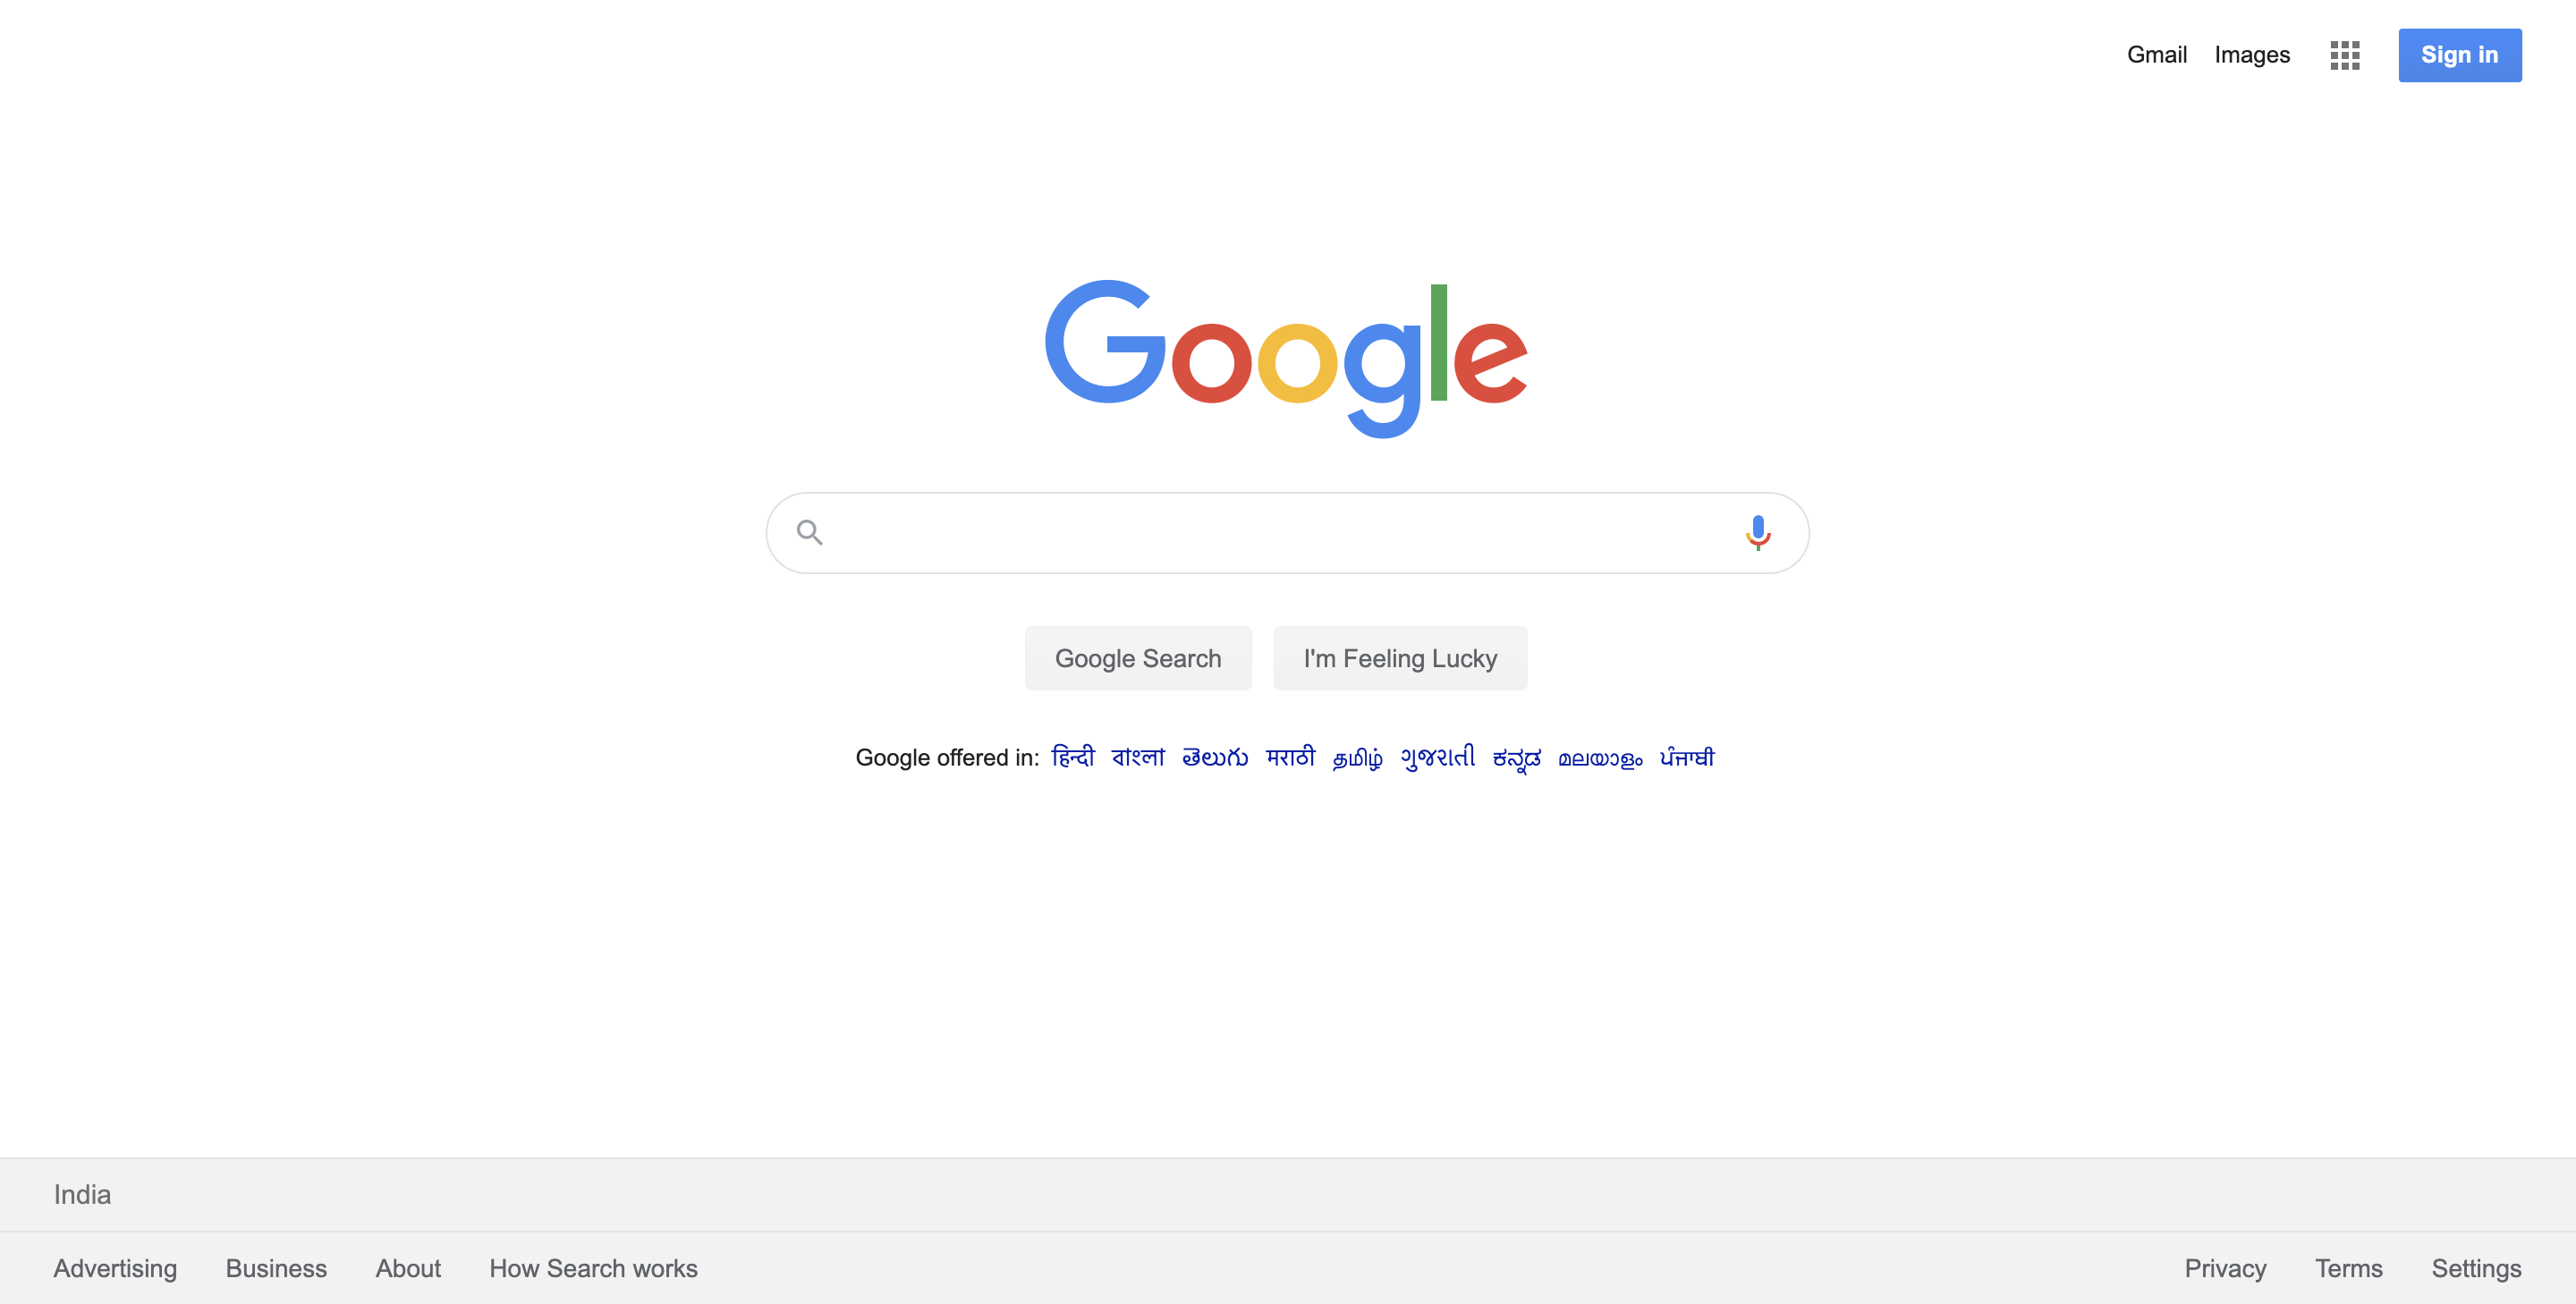 Gmail Images Sign in
Google
Google Search I'm Feeling Lucky
Google offered in: हिन्दी বাংলা తెలుగు मराठी தமிழ் ગુજરાતી ಕನ್ನಡ മലയാളം ਪੰਜਾਬੀ
India
Advertising Business About How Search works Privacy Terms Settings